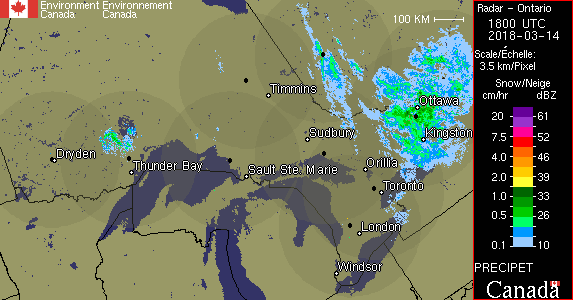 Environment Environnement
Canada Canada
100 KM
Timmins
Ottawa
Sudbury
Kingston
Dryden
Thunder Bay
Sault Ste. Marie
Orillia
Toronto
London
Windsor
Radar - Ontario
1800 UTC
2018-03-14
Scale/Échelle:
3.5 km/Pixel
Snow/Neige
cm/hr dBZ
20 61
7.5 52
4.0 46
2.0 39
1.0 33
0.5 26
0.1 10
PRECIPET
Canada